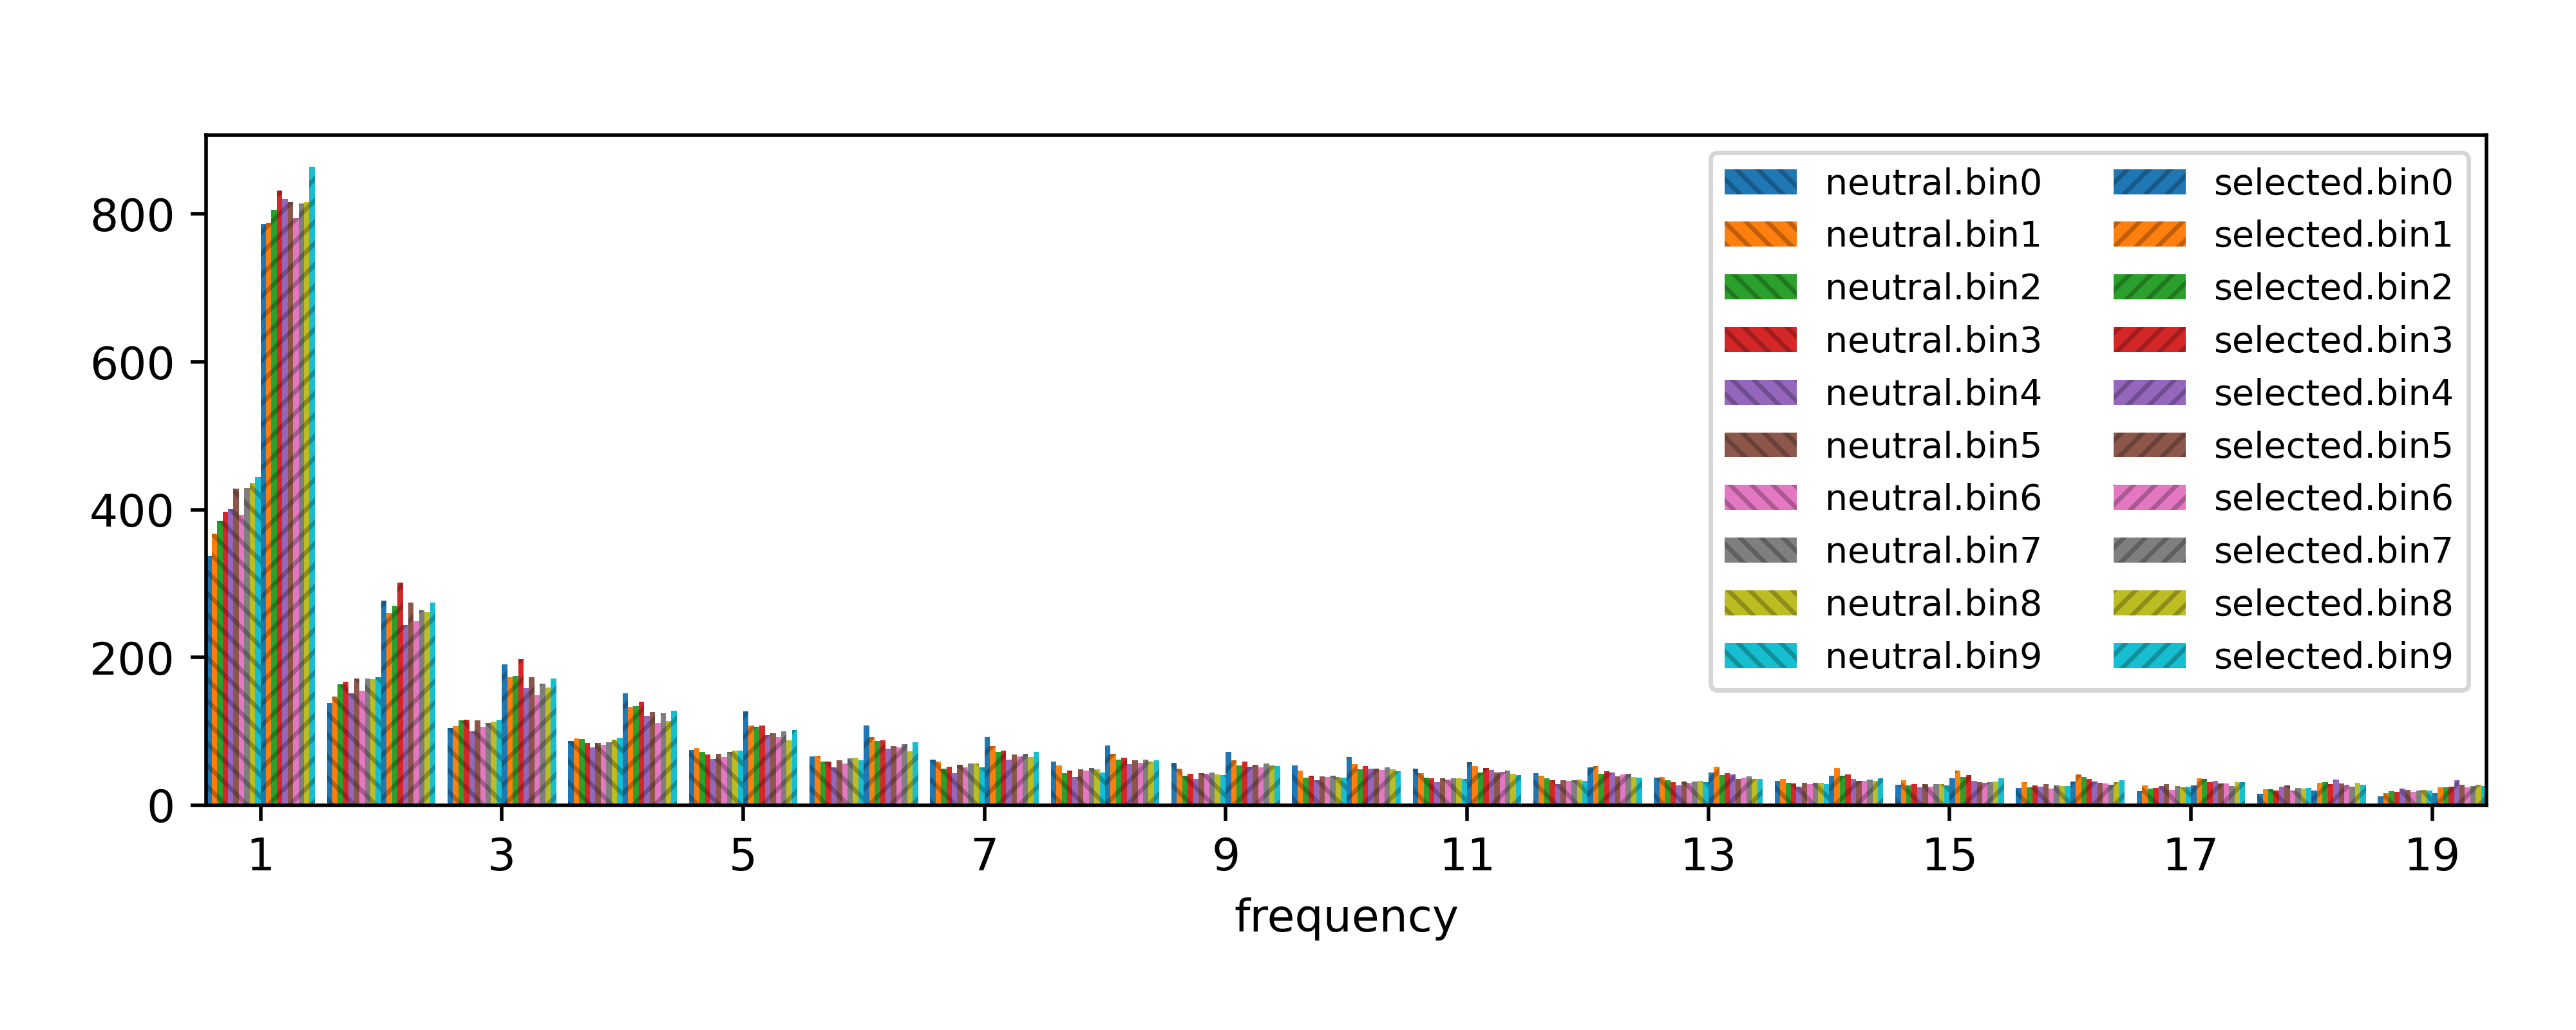 800
600
400
200
0
neutral.bin0 selected.bin0
neutral.bin1 selected.bin1
neutral.bin2 selected.bin2
neutral.bin3 selected.bin3
neutral.bin4 selected.bin4
neutral.bin5 selected.bin5
neutral.bin6 selected.bin6
neutral.bin7 selected.bin7
neutral.bin8 selected.bin8
neutral.bin9 selected.bin9
1 3 5 7 9 11 13 15 17 19
frequency